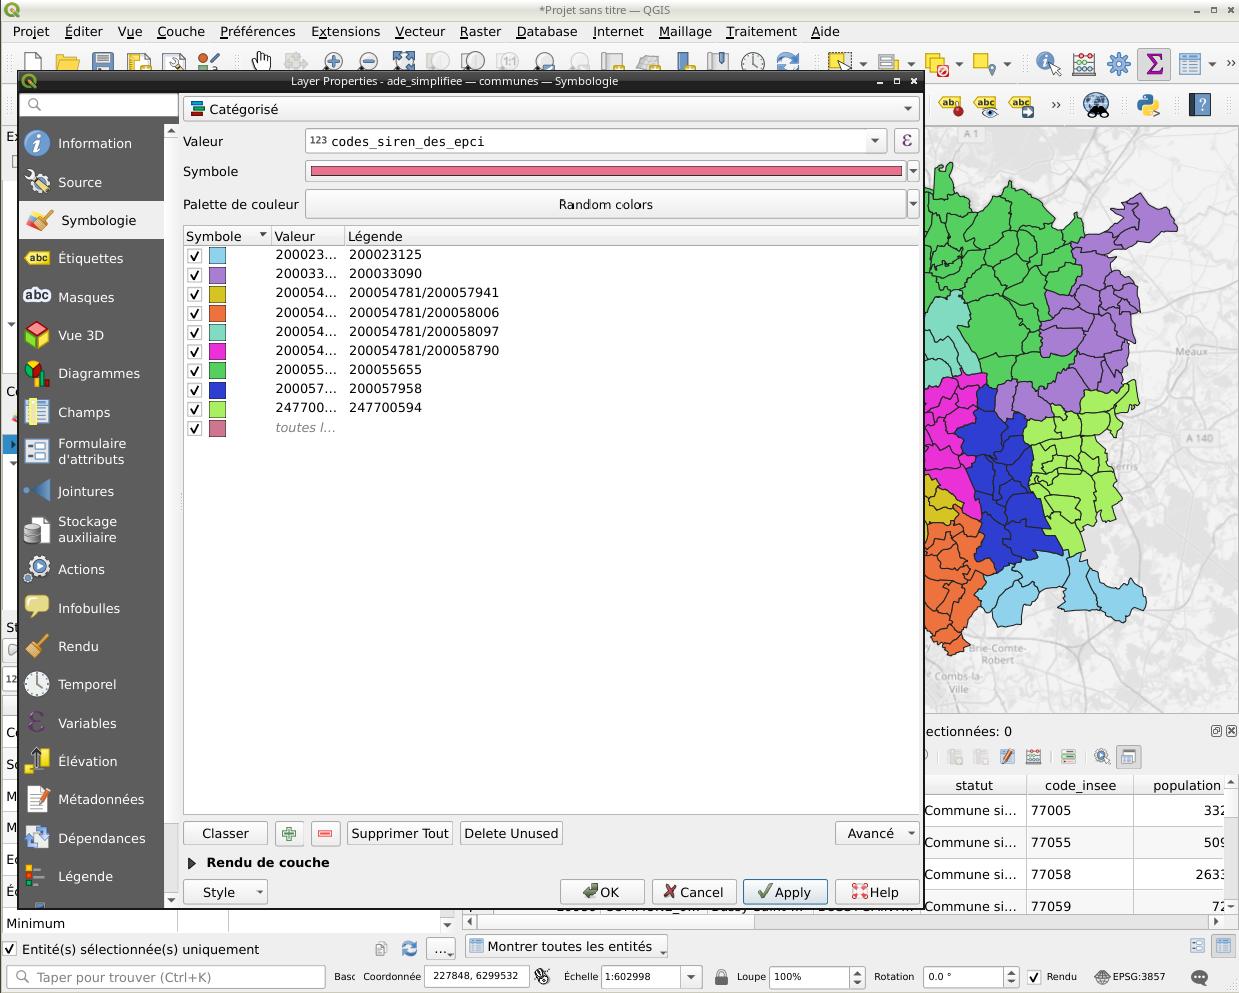 *Projet sans titre — QGIS
Projet Éditer Vue Couche Préférences Extensions Vecteur Raster Database Internet Maillage Traitement Aide
Layer Properties - ade_simplifiee — communes — Symbologie
Information
Source
Symbologie
Étiquettes
Masques
Vue 3D
Diagrammes
Champs
Formulaire
d'attributs
Jointures
Stockage
auxiliaire
Actions
Infobulles
Rendu
Temporel
Variables
Élévation
Métadonnées
Dépendances
Légende
Catégorisé
Valeur 123 codes_siren_des_epci
Symbole
Palette de couleur Random colors
Symbole Valeur Légende
200023... 200023125
200033... 200033090
200054... 200054781/200057941
200054... 200054781/200058006
200054... 200054781/200058097
200054... 200054781/200058790
200055... 200055655
200057... 200057958
247700... 247700594
toutes l...
Classer Supprimer Tout Delete Unused Avancé
Rendu de couche
Style OK Cancel Apply Help
A 1
Meaux
A 140
Brie-Comte-
Robert
Combs-la
Ville
ectionnées: 0
statut code_insee population
Commune si... 77005 332
Commune si... 77055 509
Commune si... 77058 2633
Commune si... 77059 72
Minimum
Entité(s) sélectionnée(s) uniquement
Montrer toutes les entités
Taper pour trouver (Ctrl+K) Coordonnée 227848, 6299532 Échelle 1:602998 Loupe 100% Rotation 0.0 ° Rendu EPSG:3857